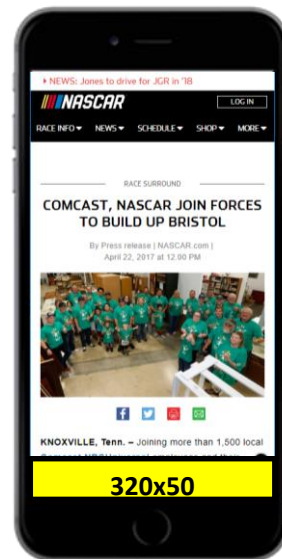 NEWS: Jones to drive for JGR in '18
NASCAR
LOG IN
RACE INFO NEWS SCHEDULE SHOP MORE
RACE SURROUND
COMCAST, NASCAR JOIN FORCES
TO BUILD UP BRISTOL
By Press release | NASCAR.com |
April 22, 2017 at 12:00 PM
KNOXVILLE, Tenn. – Joining more than 1,500 local
320x50